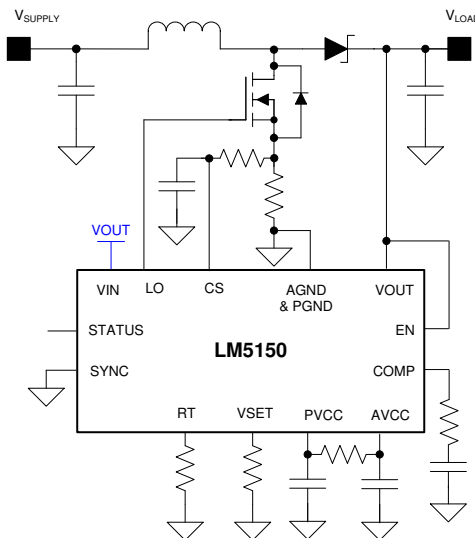 VSUPPLY
VLOAD
VOUT
VIN
LO
CS
AGND
& PGND
VOUT
STATUS
EN
LM5150
SYNC
COMP
RT
VSET
PVCC
AVCC